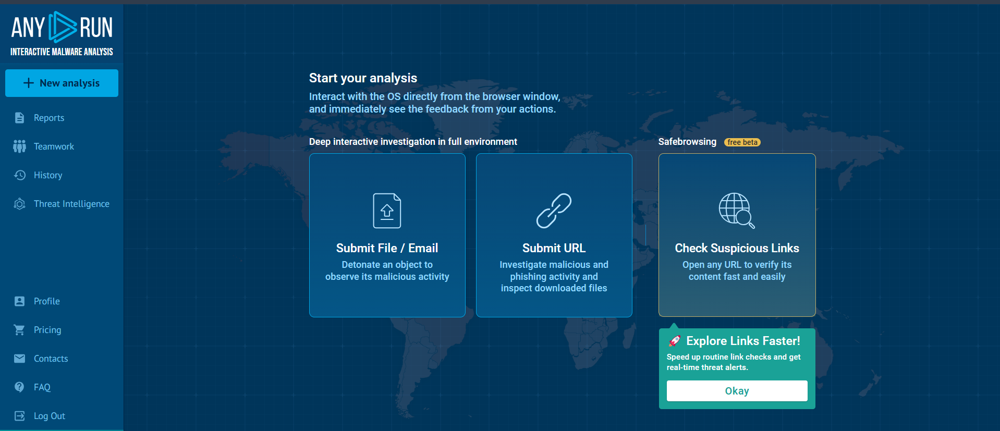 ANY RUN
INTERACTIVE MALWARE ANALYSIS
New analysis
Reports
Teamwork
History
Threat Intelligence
Profile
Pricing
Contacts
FAQ
Log Out
Start your analysis
Interact with the OS directly from the browser window,
and immediately see the feedback from your actions.
Deep interactive investigation in full environment
Submit File / Email
Detonate an object to
observe its malicious activity
Submit URL
Investigate malicious and
phishing activity and
inspect downloaded files
Safebrowsing free beta
Check Suspicious Links
Open any URL to verify its
content fast and easily
🚀 Explore Links Faster!
Speed up routine link checks and get
real-time threat alerts.
Okay